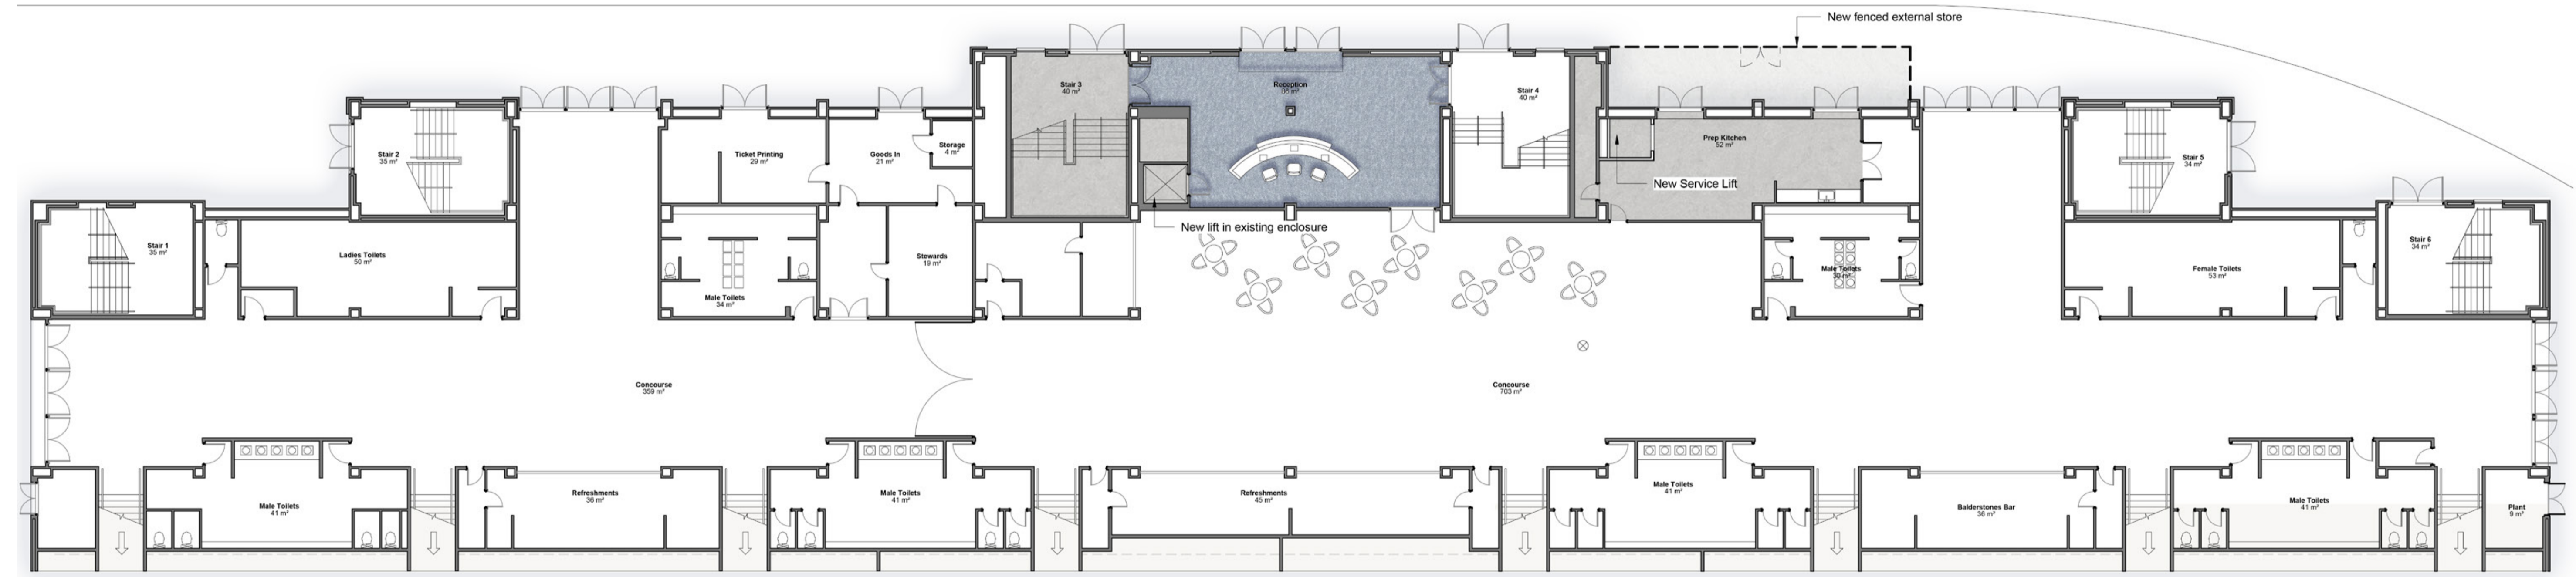 New fenced external store
Stair 3
40 m²
Reception
Stair 4
40 m²
Stair 2
35 m²
Ticket Printing
29 m²
Goods In
21 m²
Storage
4 m²
Prep Kitchen
52 m²
Stair 5
34 m²
New Service Lift
New lift in existing enclosure
Stair 1
35 m²
Ladies Toilets
50 m²
Male Toilets
34 m²
Stewards
19 m²
Male Toilets
Female Toilets
53 m²
Stair 6
34 m²
Concourse
359 m²
Concourse
703 m²
Male Toilets
41 m²
Refreshments
36 m²
Male Toilets
41 m²
Refreshments
45 m²
Male Toilets
41 m²
Balderstones Bar
36 m²
Male Toilets
41 m²
Plant
9 m²